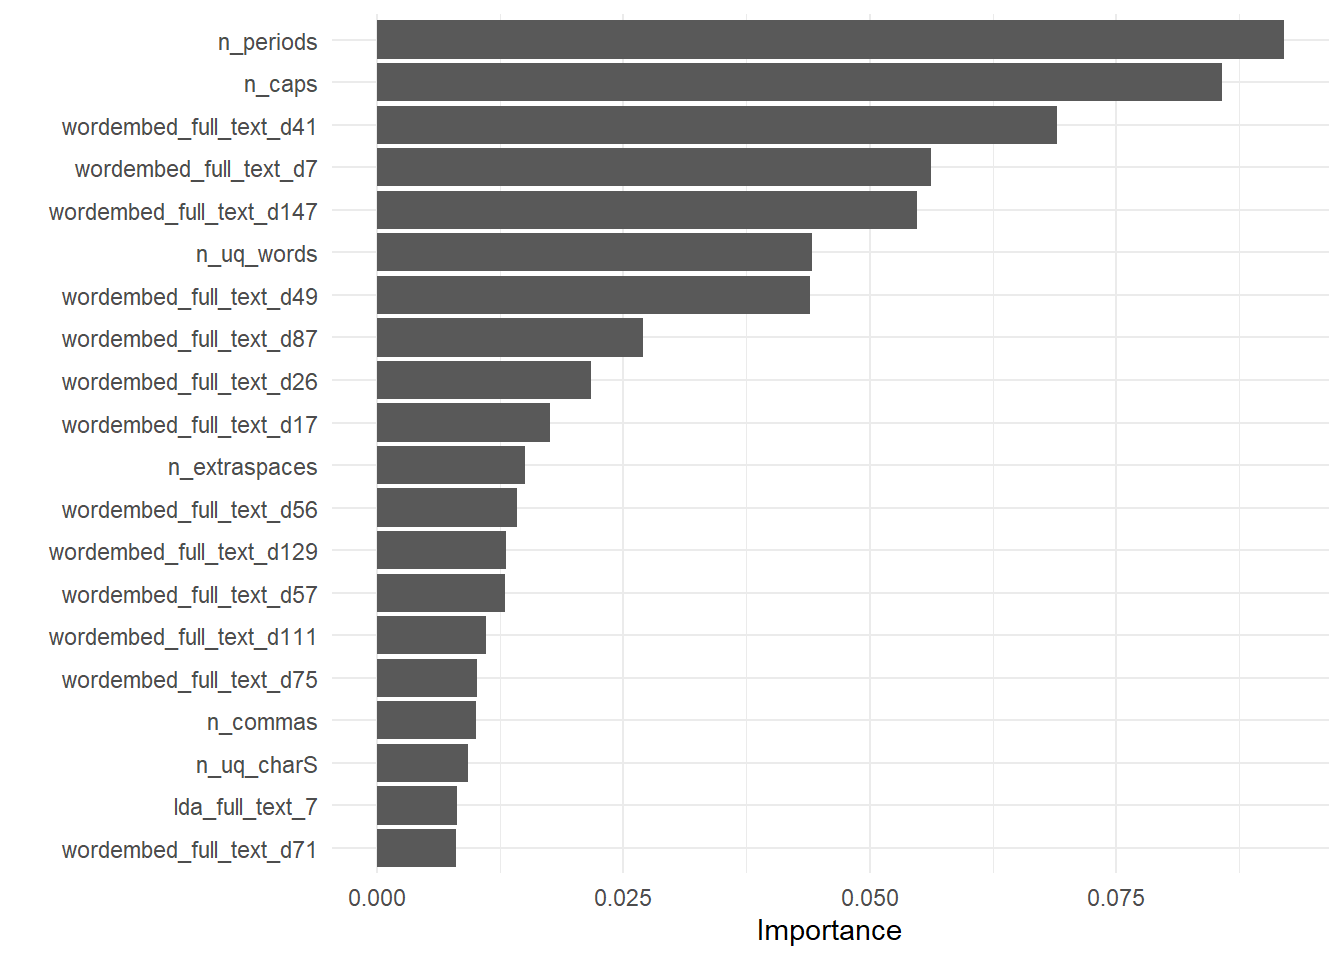 n_periods
n_caps
wordembed_full_text_d41
wordembed_full_text_d7
wordembed_full_text_d147
n_uq_words
wordembed_full_text_d49
wordembed_full_text_d87
wordembed_full_text_d26
wordembed_full_text_d17
n_extraspaces
wordembed_full_text_d56
wordembed_full_text_d129
wordembed_full_text_d57
wordembed_full_text_d111
wordembed_full_text_d75
n_commas
n_uq_charS
lda_full_text_7
wordembed_full_text_d71
0.000 0.025 0.050 0.075
Importance